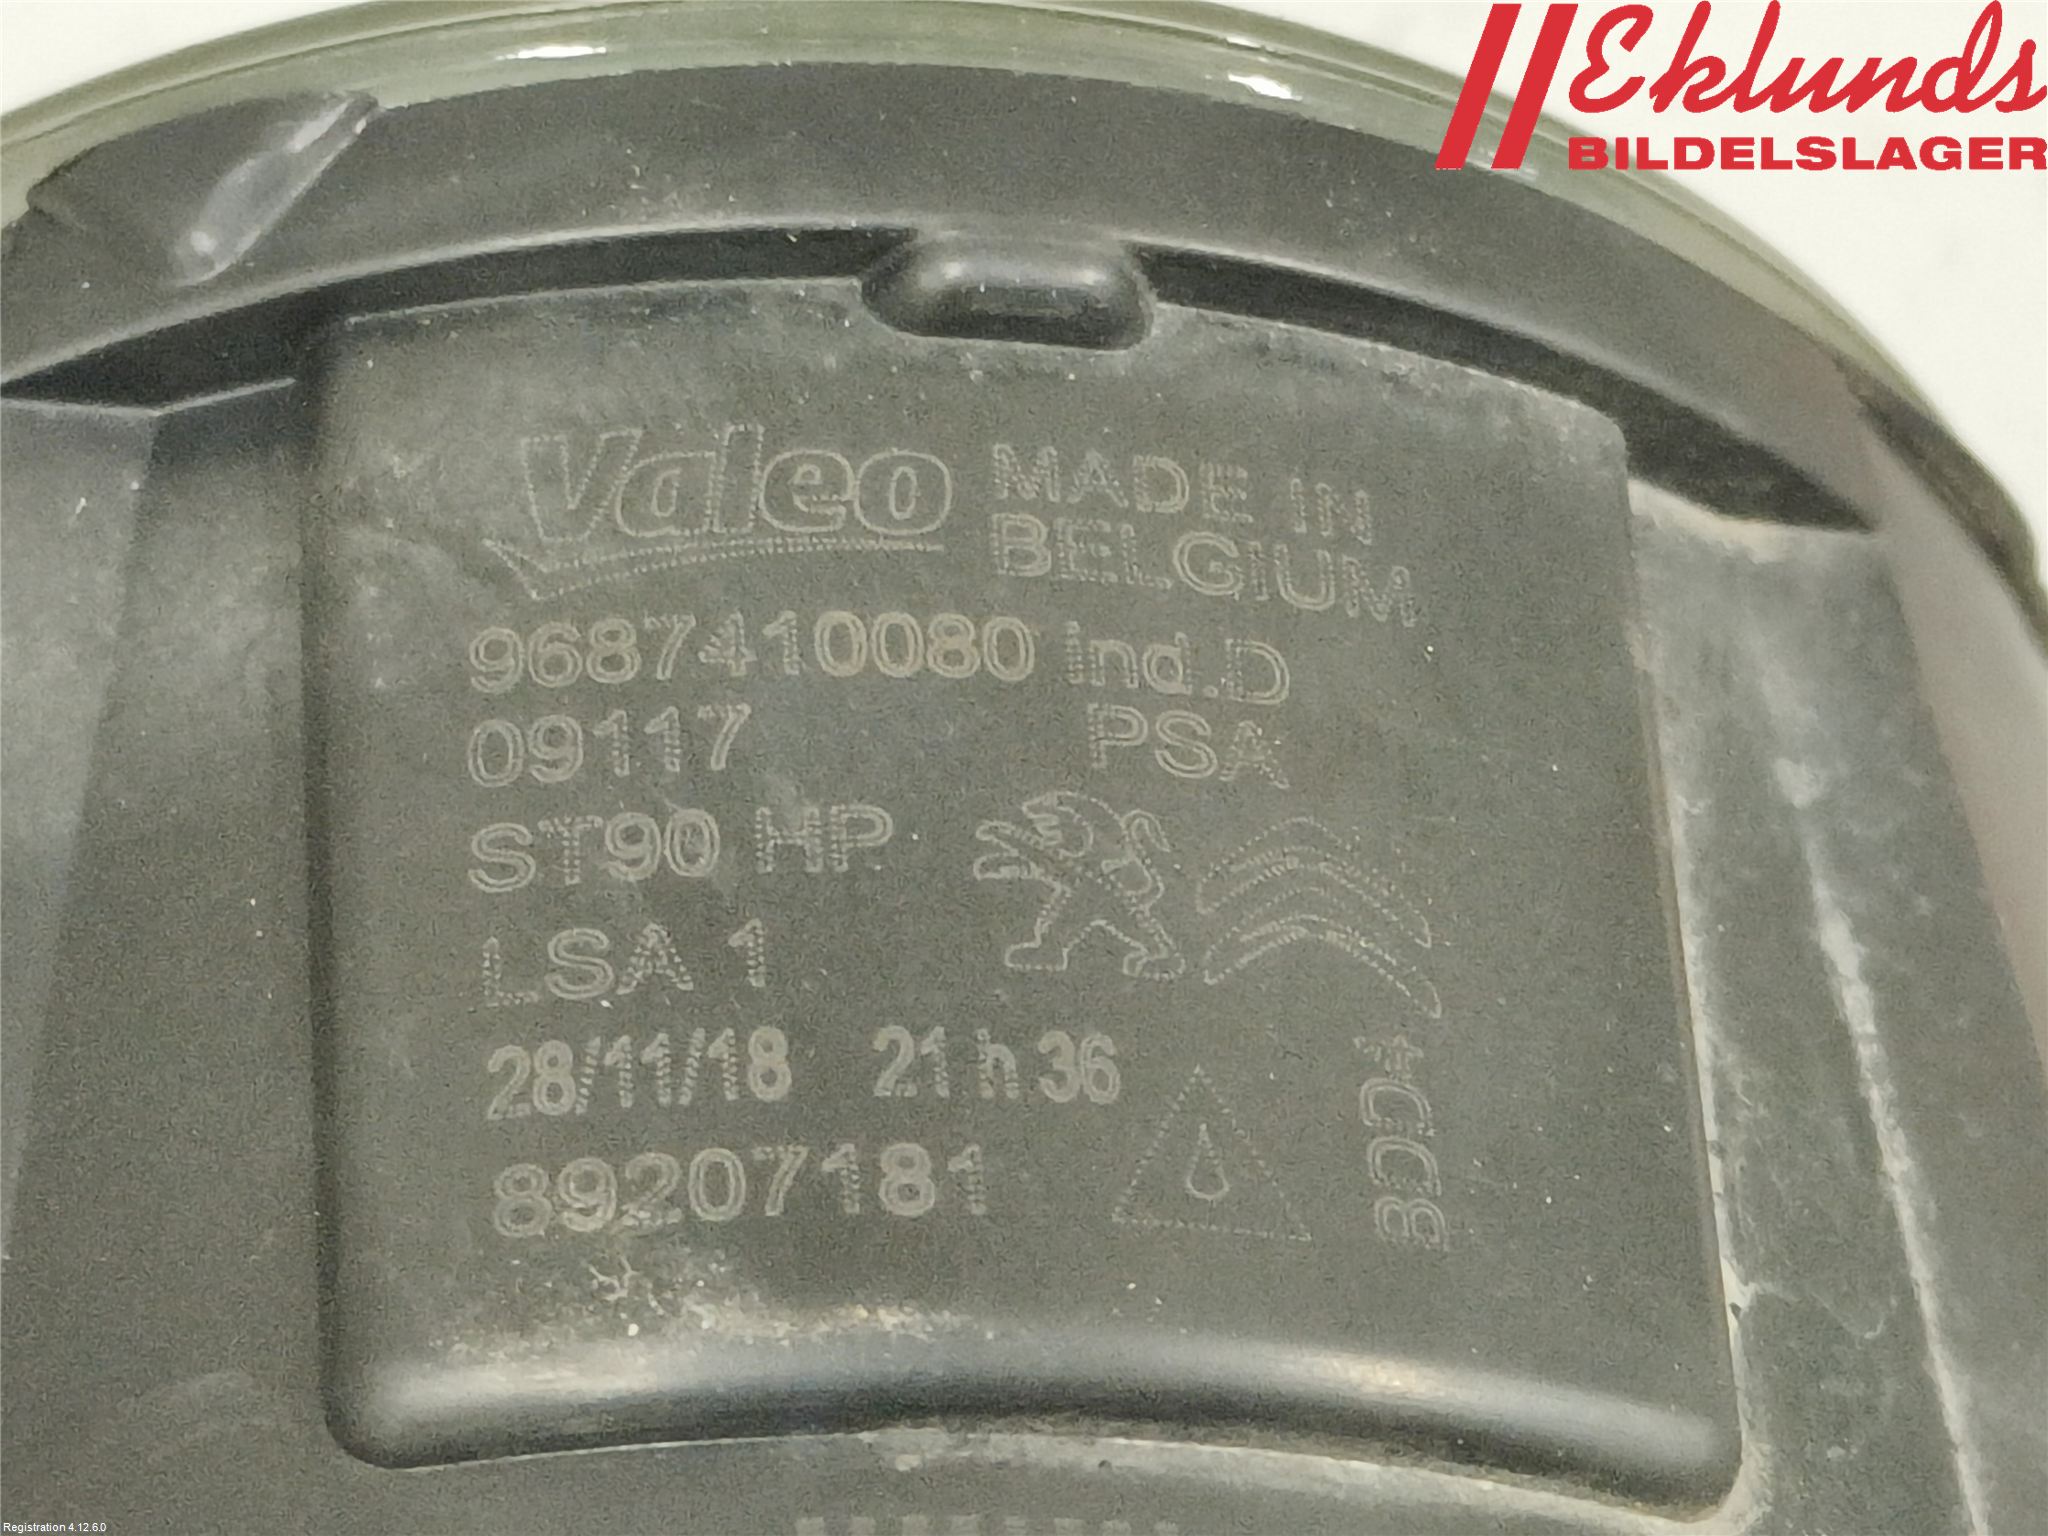 Eklunds
BILDELSLAGER
Valeo MADE IN
BELGIUM
9687410080 Ind.D
09117 PSA
ST90 HP
LSA 1
28/11/18 21 h 36
89207181
Registration 4.12.6.0